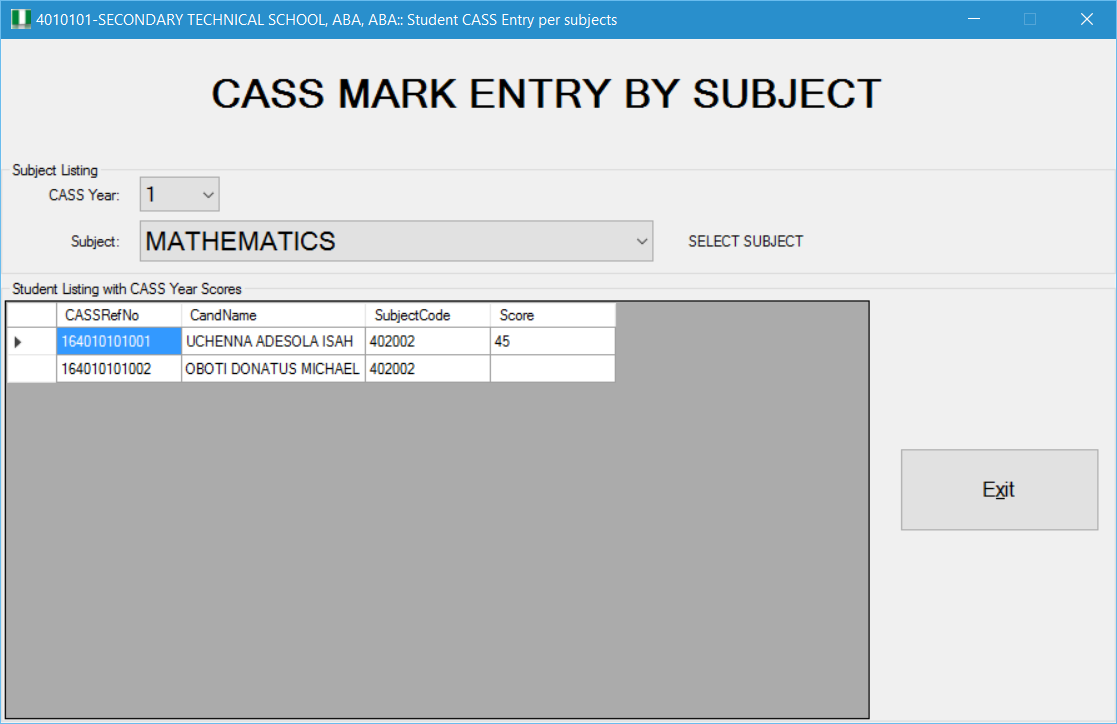 4010101-SECONDARY TECHNICAL SCHOOL, ABA, ABA:: Student CASS Entry per subjects
CASS MARK ENTRY BY SUBJECT
Subject Listing
CASS Year: 1
Subject: MATHEMATICS SELECT SUBJECT
Student Listing with CASS Year Scores
CASSRefNo CandName SubjectCode Score
164010101001 UCHENNA ADESOLA ISAH 402002 45
164010101002 OBOTI DONATUS MICHAEL 402002
Exit